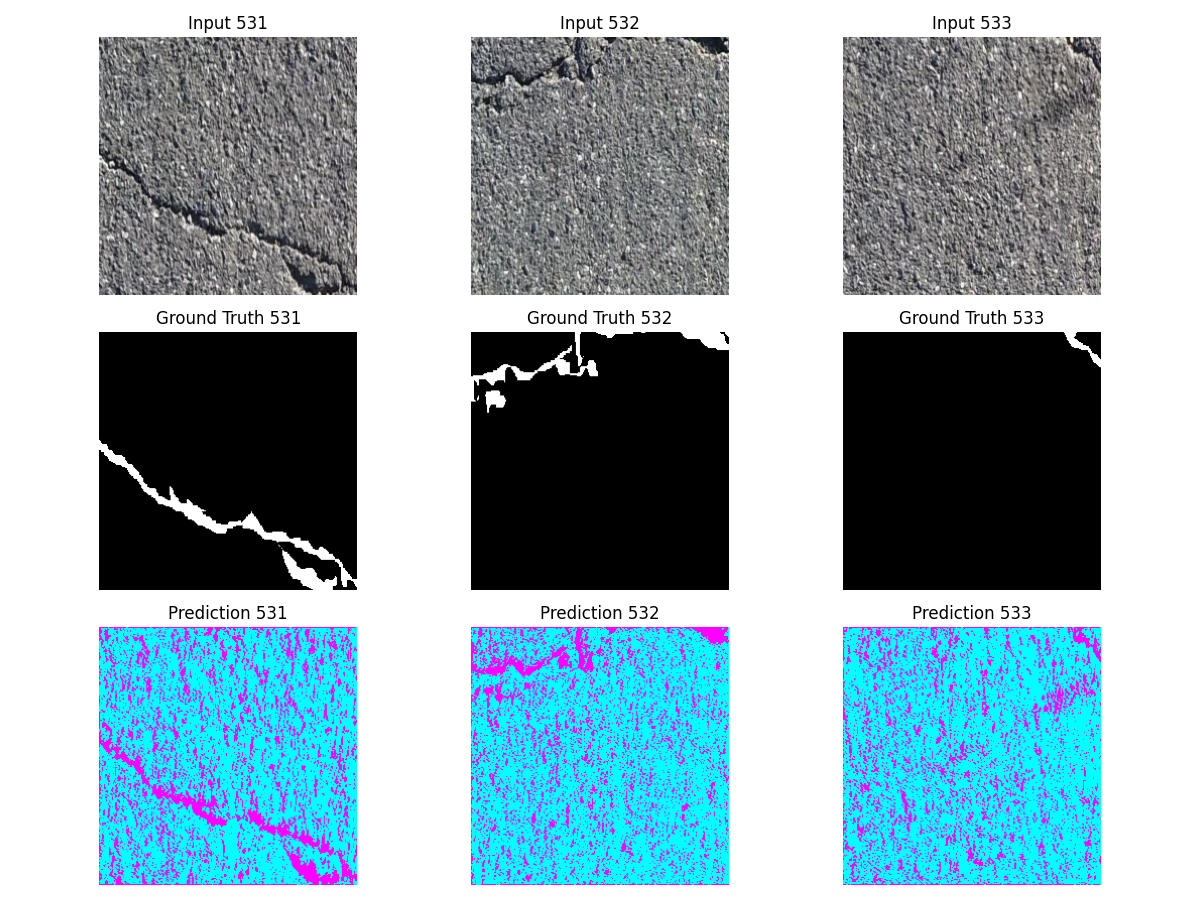 Input 531
Input 532
Input 533
Ground Truth 531
Ground Truth 532
Ground Truth 533
Prediction 531
Prediction 532
Prediction 533